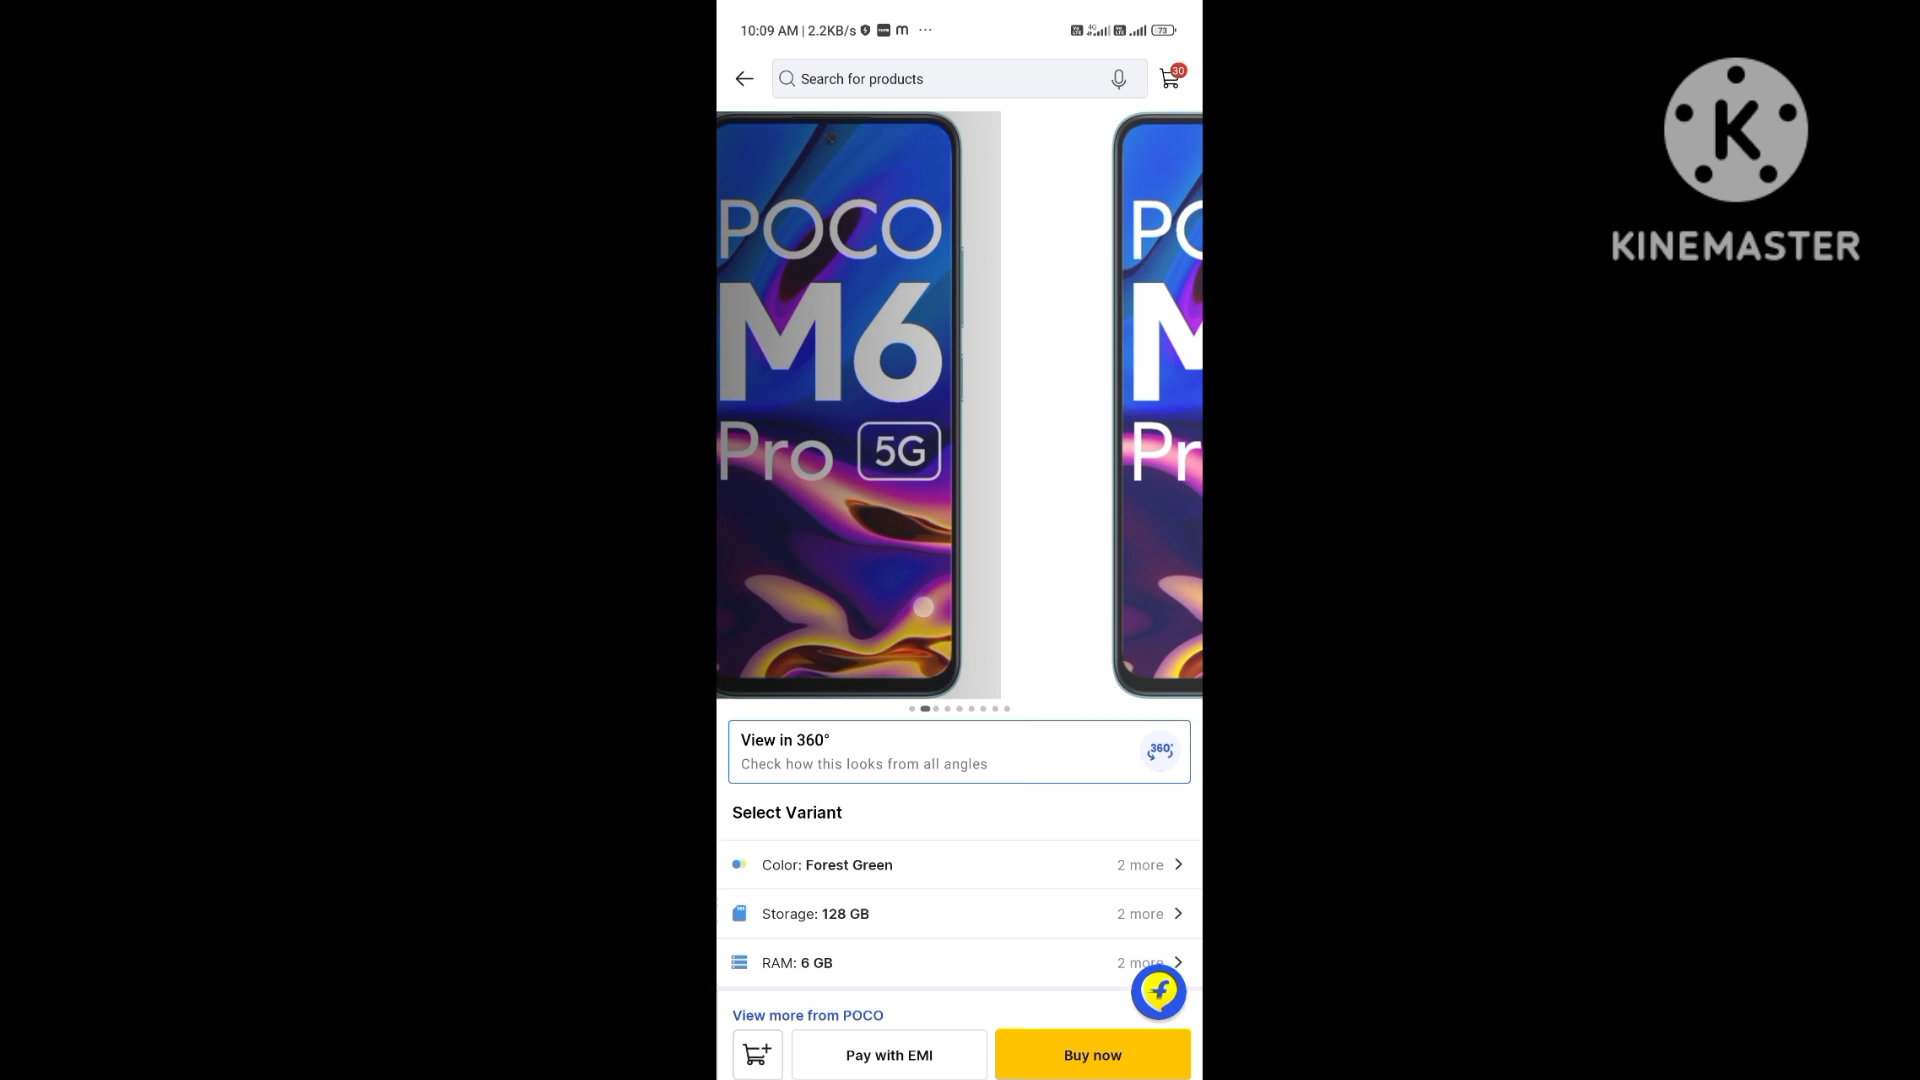 10:09 AM | 2.2KB/s m ...
73
Search for products
30
POCO
M6
Pro 5G
PO
M
Pr
View in 360°
Check how this looks from all angles
360°
Select Variant
Color: Forest Green 2 more
Storage: 128 GB 2 more
RAM: 6 GB 2 more
View more from POCO
Pay with EMI
Buy now
K
KINEMASTER